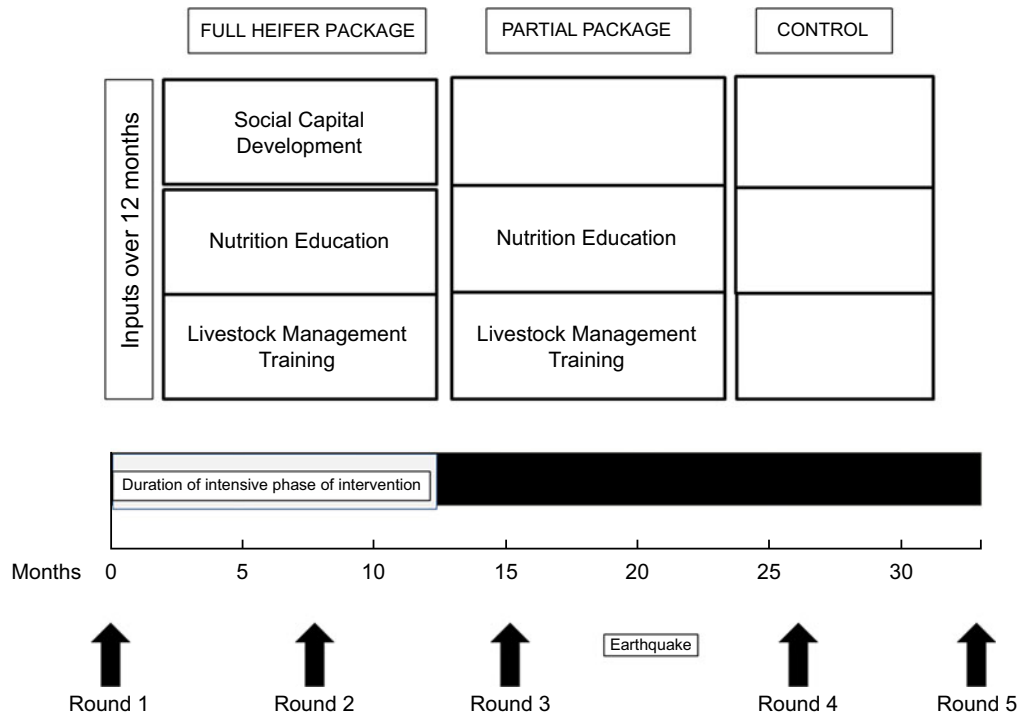 FULL HEIFER PACKAGE
PARTIAL PACKAGE
CONTROL
Inputs over 12 months
Social Capital
Development
Nutrition Education
Nutrition Education
Livestock Management
Training
Livestock Management
Training
Duration of intensive phase of intervention
Months 0 5 10 15 20 25 30
Earthquake
Round 1 Round 2 Round 3 Round 4 Round 5